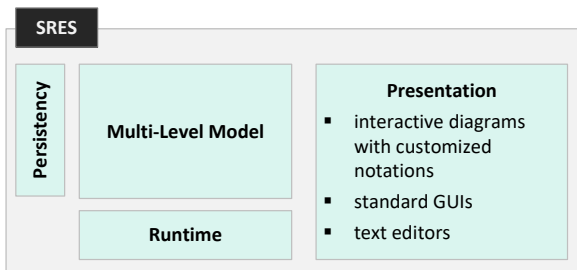 SRES
Persistency
Multi-Level Model
Runtime
Presentation
▪ interactive diagrams
with customized
notations
▪ standard GUIs
▪ text editors